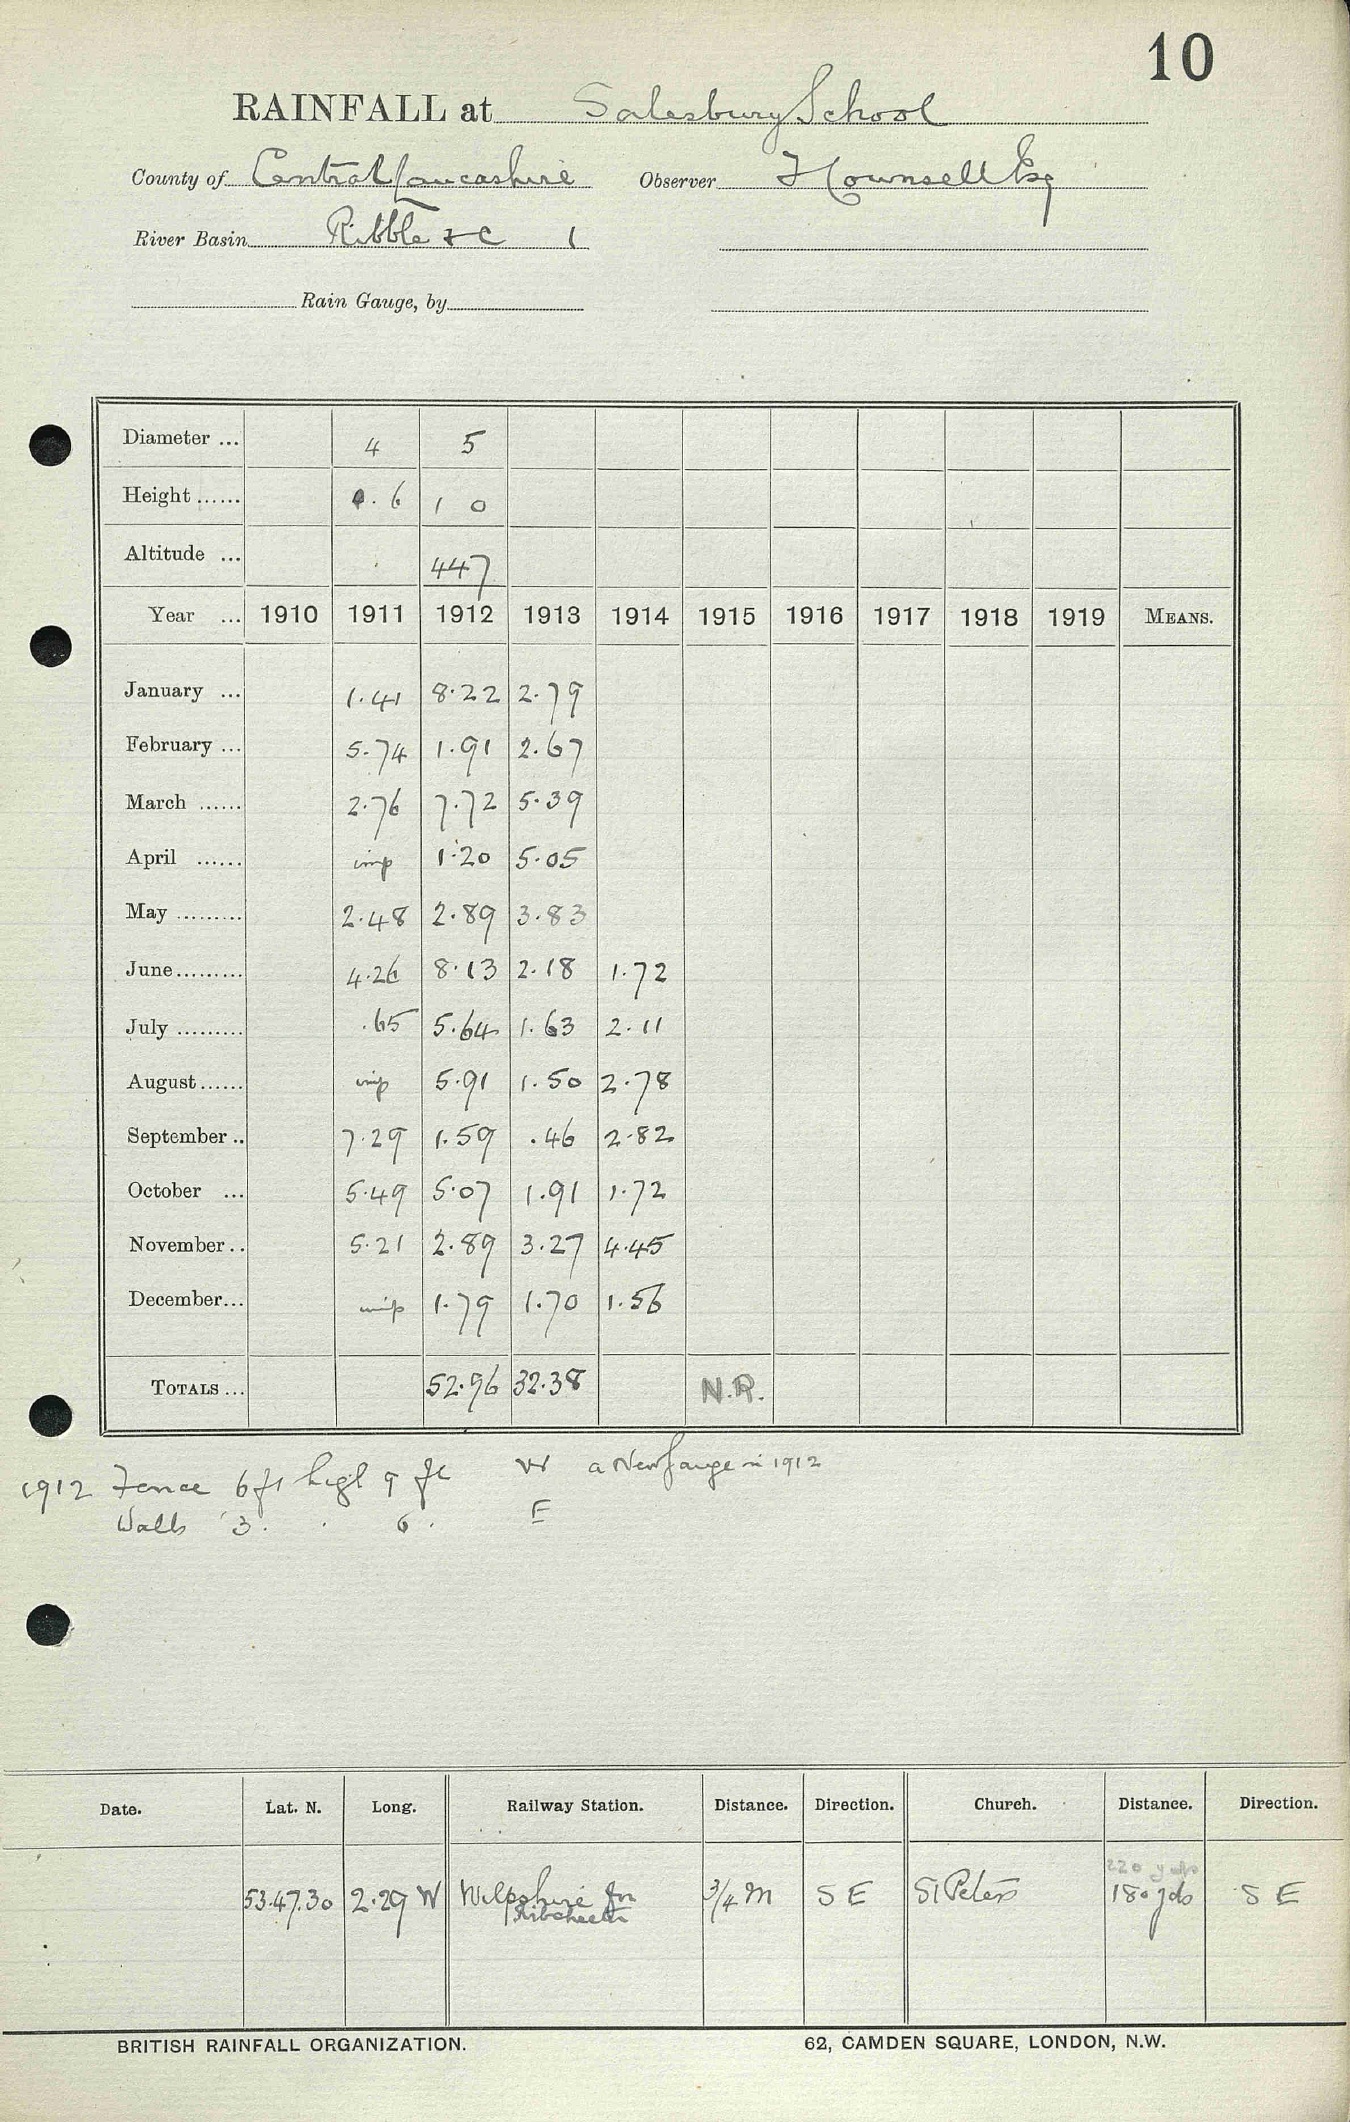 10
RAINFALL at Salesbury School
County of Central Lancashire Observer Hounsell Esq
River Basin Ribble &c 1
Rain Gauge, by
Diameter ... 4 5
Height ...... 0.6 1 0
Altitude ... 447
Year ... 1910 1911 1912 1913 1914 1915 1916 1917 1918 1919 MEANS.
January ... 1.41 8.22 2.79
February ... 5.74 1.91 2.67
March ...... 2.76 7.72 5.39
April ...... imp 1.20 5.05
May ......... 2.48 2.89 3.83
June ......... 4.26 8.13 2.18 1.72
July ......... .65 5.64 1.63 2.11
August ...... imp 5.91 1.50 2.78
September .. 7.29 1.59 .46 2.82
October ... 5.49 5.07 1.91 1.72
November .. 5.21 2.89 3.27 4.45
December ... imp 1.79 1.70 1.56
TOTALS ... 52.96 32.38 N.R.
1912 Fence 6 ft high 9 ft W a New Gauge in 1912
Walls 3 . . 6 . E
Date. Lat. N. Long. Railway Station. Distance. Direction. Church. Distance. Direction.
220 yds
53.47.30 2.29 W Wilpshire for 3/4 M S E St Peters 180 yds S E
Ribchester
BRITISH RAINFALL ORGANIZATION. 62, CAMDEN SQUARE, LONDON, N.W.